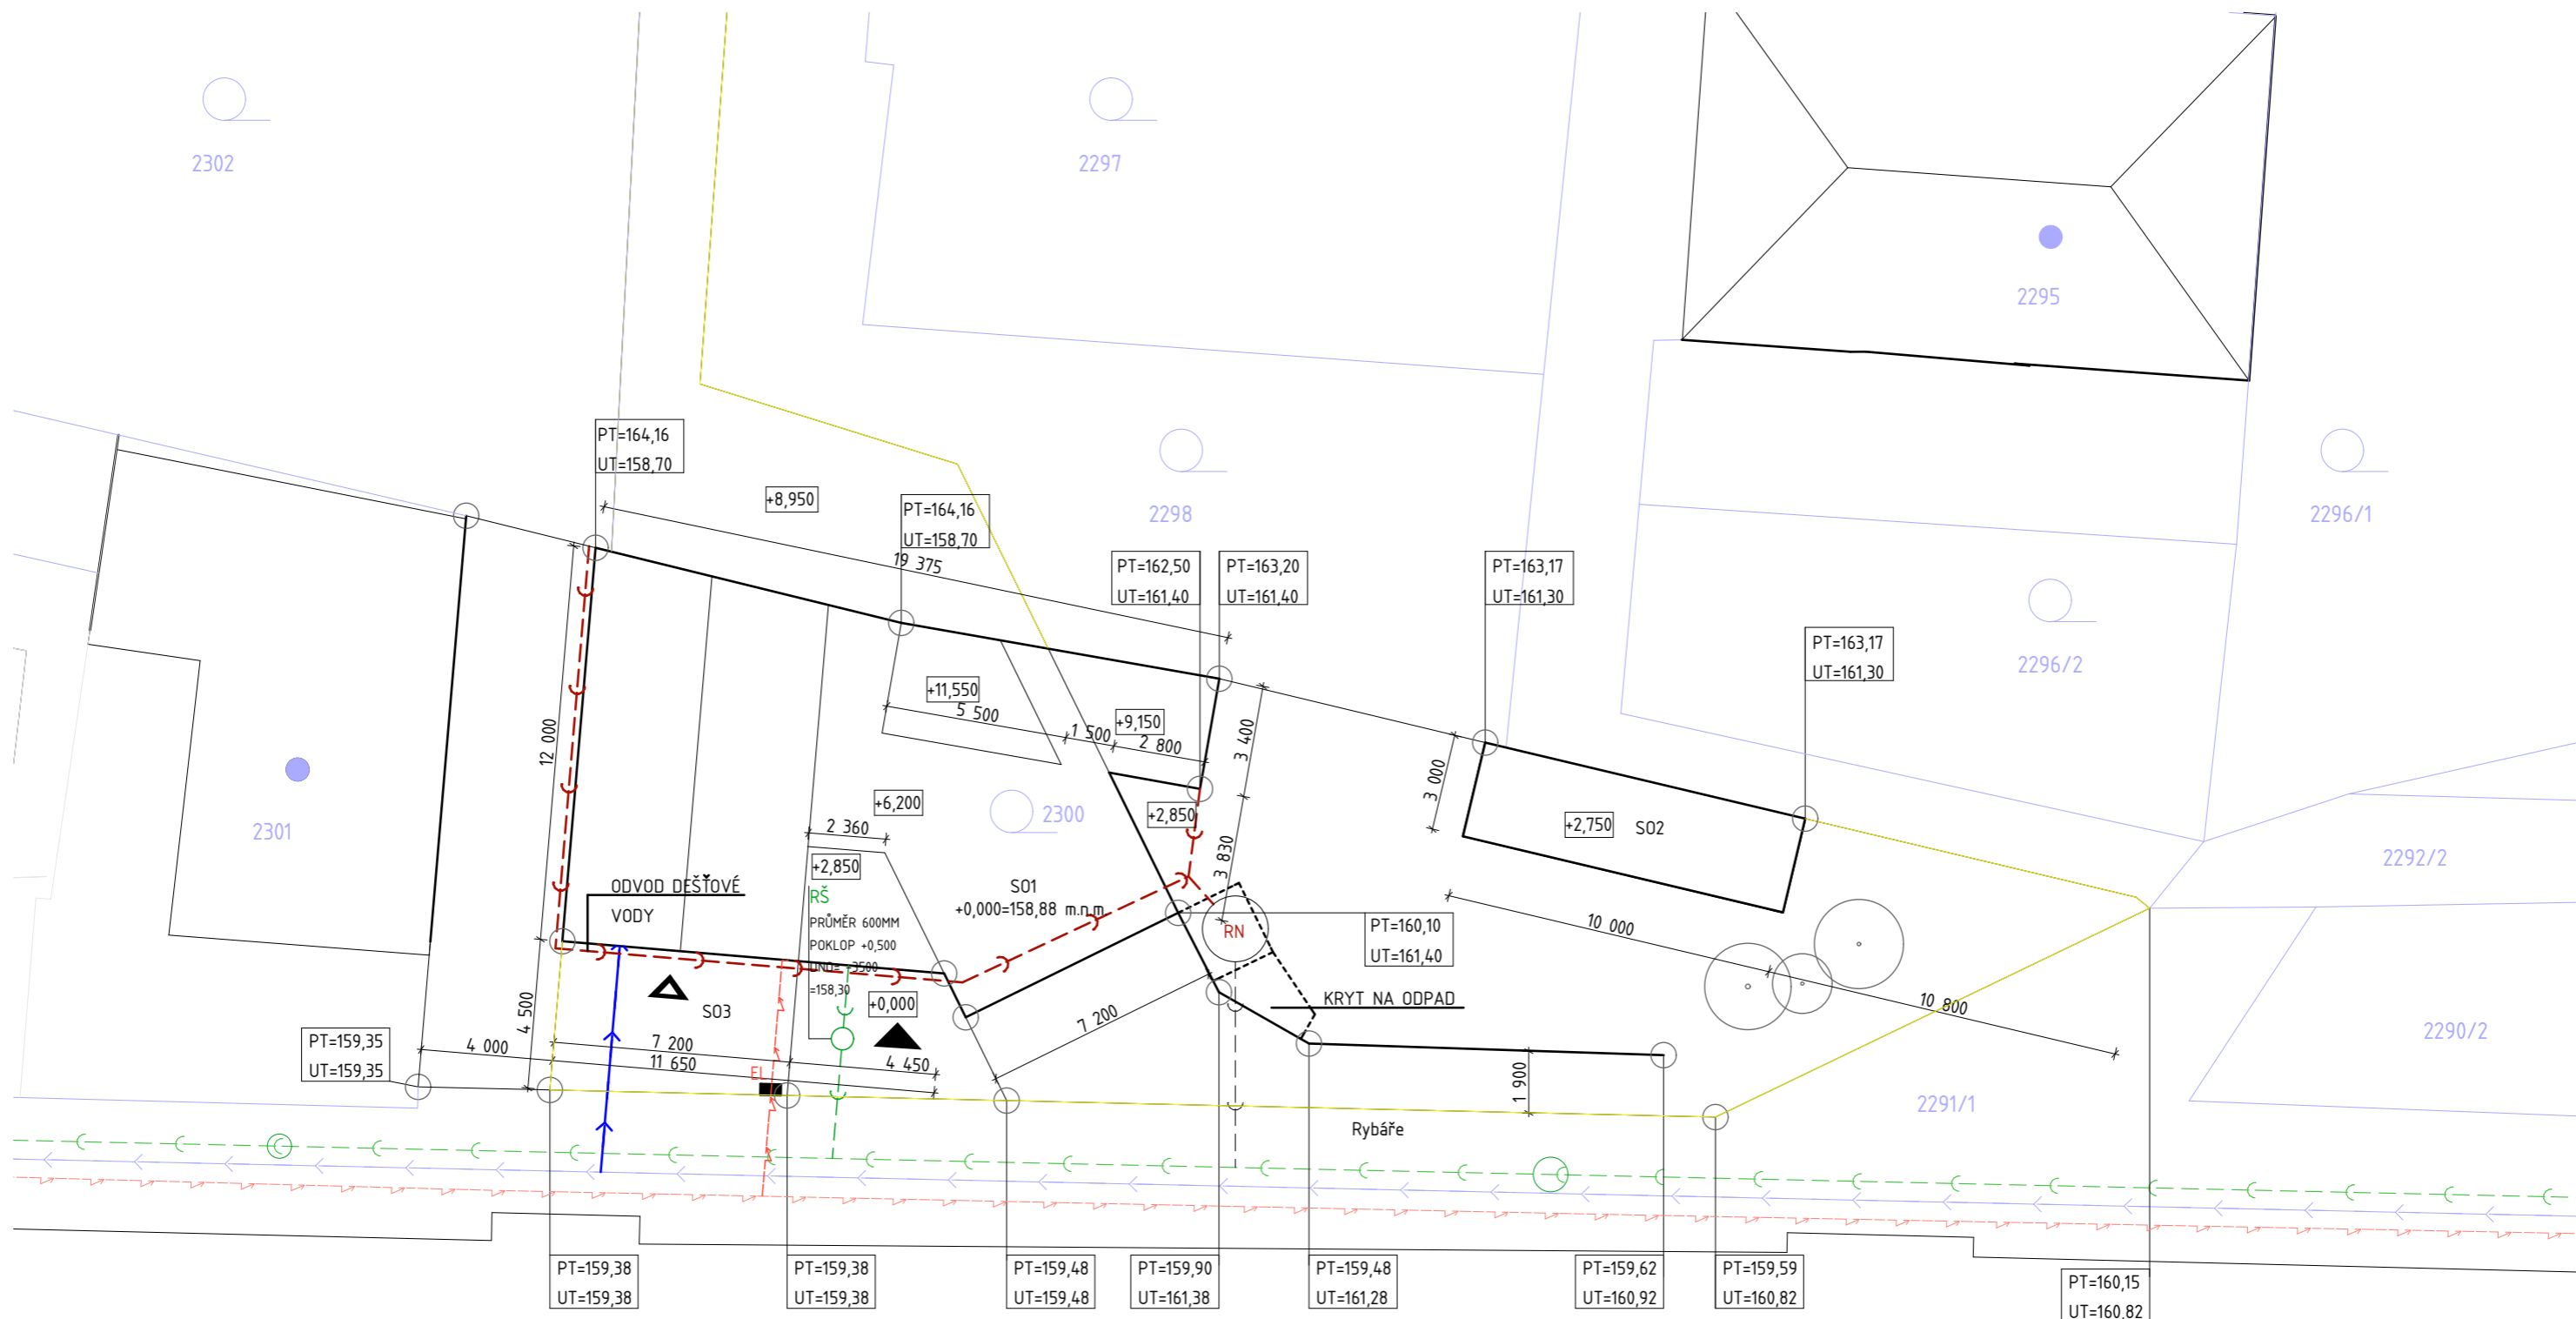 2302
2297
2295
PT=164,16
UT=158,70
+8,950
PT=164,16
UT=158,70
19 375
2298
2296/1
PT=162,50
UT=161,40
PT=163,20
UT=161,40
PT=163,17
UT=161,30
PT=163,17
UT=161,30
2296/2
+11,550
5 500
1 500
+9,150
2 800
3 400
12 000
3 000
2301
+6,200
2 360
2300
+2,850
3 830
+2,750
SO2
2292/2
+2,850
RŠ
PRŮMĚR 600MM
POKLOP +0,500
=158,30
ODVOD DEŠŤOVÉ
VODY
SO1
+0,000=158,88 m.n.m
RN
PT=160,10
UT=161,40
10 000
10 800
KRYT NA ODPAD
+0,000
SO3
4 500
7 200
2290/2
PT=159,35
UT=159,35
4 000
7 200
11 650
4 450
EL
1 900
2291/1
Rybáře
PT=159,38
UT=159,38
PT=159,38
UT=159,38
PT=159,48
UT=159,48
PT=159,90
UT=161,38
PT=159,48
UT=161,28
PT=159,62
UT=160,92
PT=159,59
UT=160,82
PT=160,15
UT=160,82